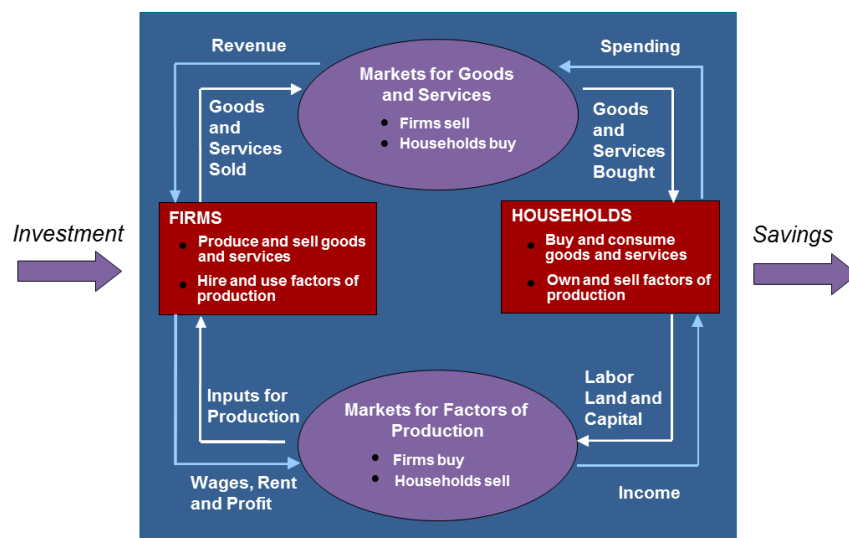 Revenue
Spending
Markets for Goods
and Services
Firms sell
Households buy
Goods
and
Services
Sold
Goods
and
Services
Bought
Investment
FIRMS
Produce and sell goods
and services
Hire and use factors of
production
HOUSEHOLDS
Buy and consume
goods and services
Own and sell factors of
production
Savings
Inputs for
Production
Markets for Factors of
Production
Firms buy
Households sell
Labor
Land and
Capital
Wages, Rent
and Profit
Income